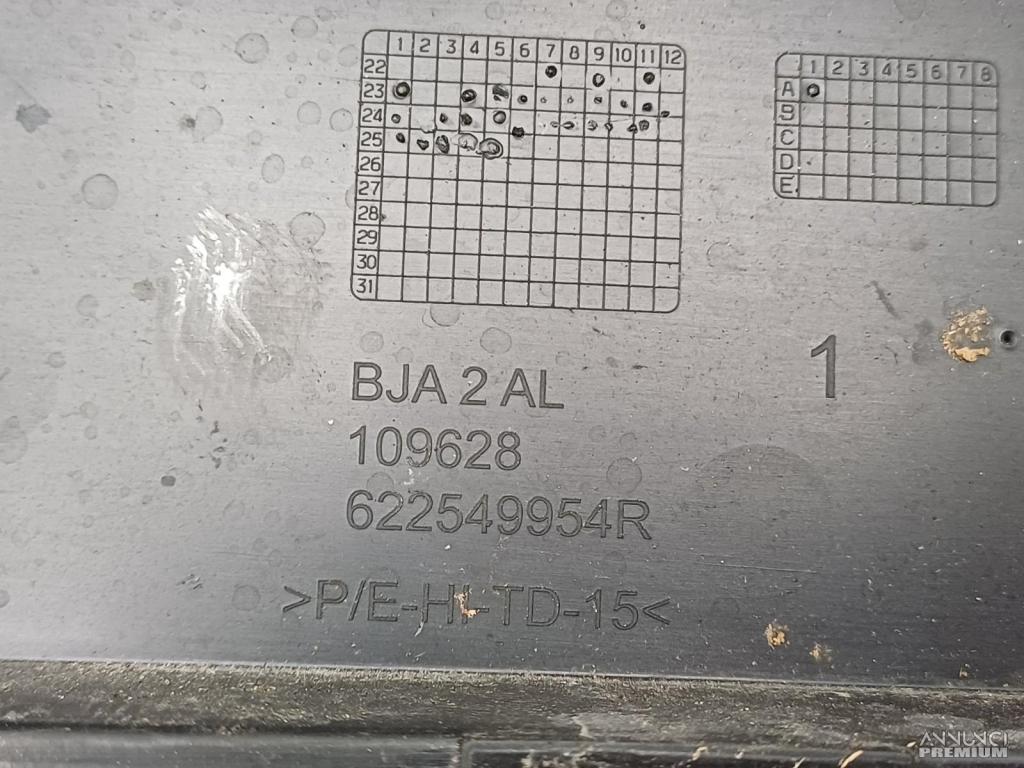 1 2 3 4 5 6 7 8 9 10 11 12
22
23
24
25
26
27
28
29
30
31
1 2 3 4 5 6 7 8
A
B
C
D
E
BJA 2 AL
1
109628
622549954R
>P/E-HI-TD-15<
ANNUNCI
PREMIUM